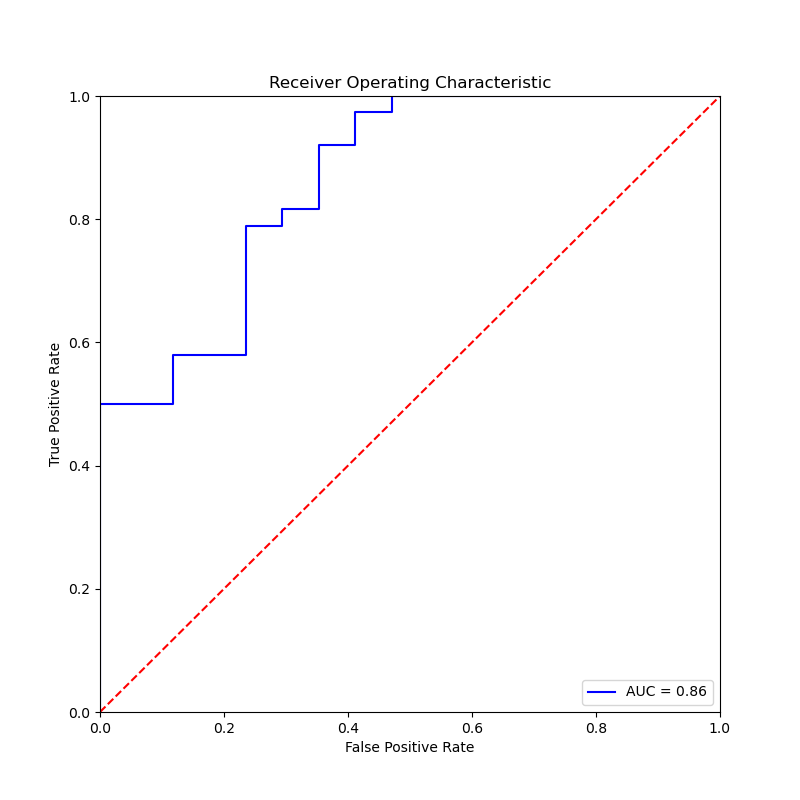 Receiver Operating Characteristic
1.0
0.8
0.6
0.4
0.2
0.0
True Positive Rate
AUC = 0.86
0.0 0.2 0.4 0.6 0.8 1.0
False Positive Rate